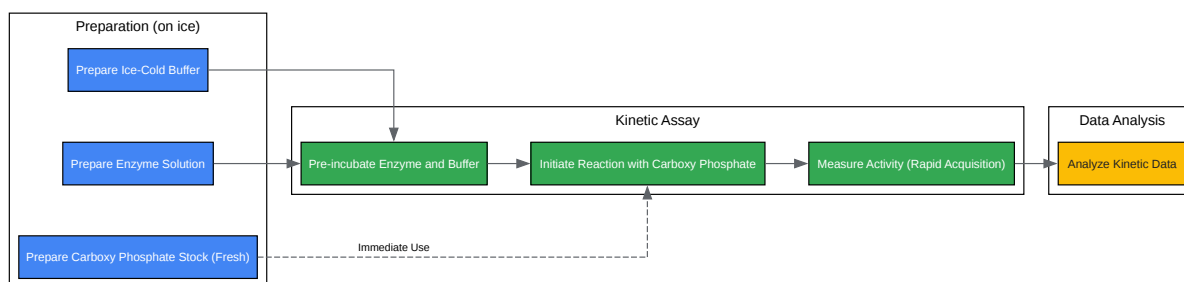 Preparation (on ice)
Prepare Ice-Cold Buffer
Prepare Enzyme Solution
Prepare Carboxy Phosphate Stock (Fresh)
Immediate Use
Kinetic Assay
Pre-incubate Enzyme and Buffer
Initiate Reaction with Carboxy Phosphate
Measure Activity (Rapid Acquisition)
Data Analysis
Analyze Kinetic Data